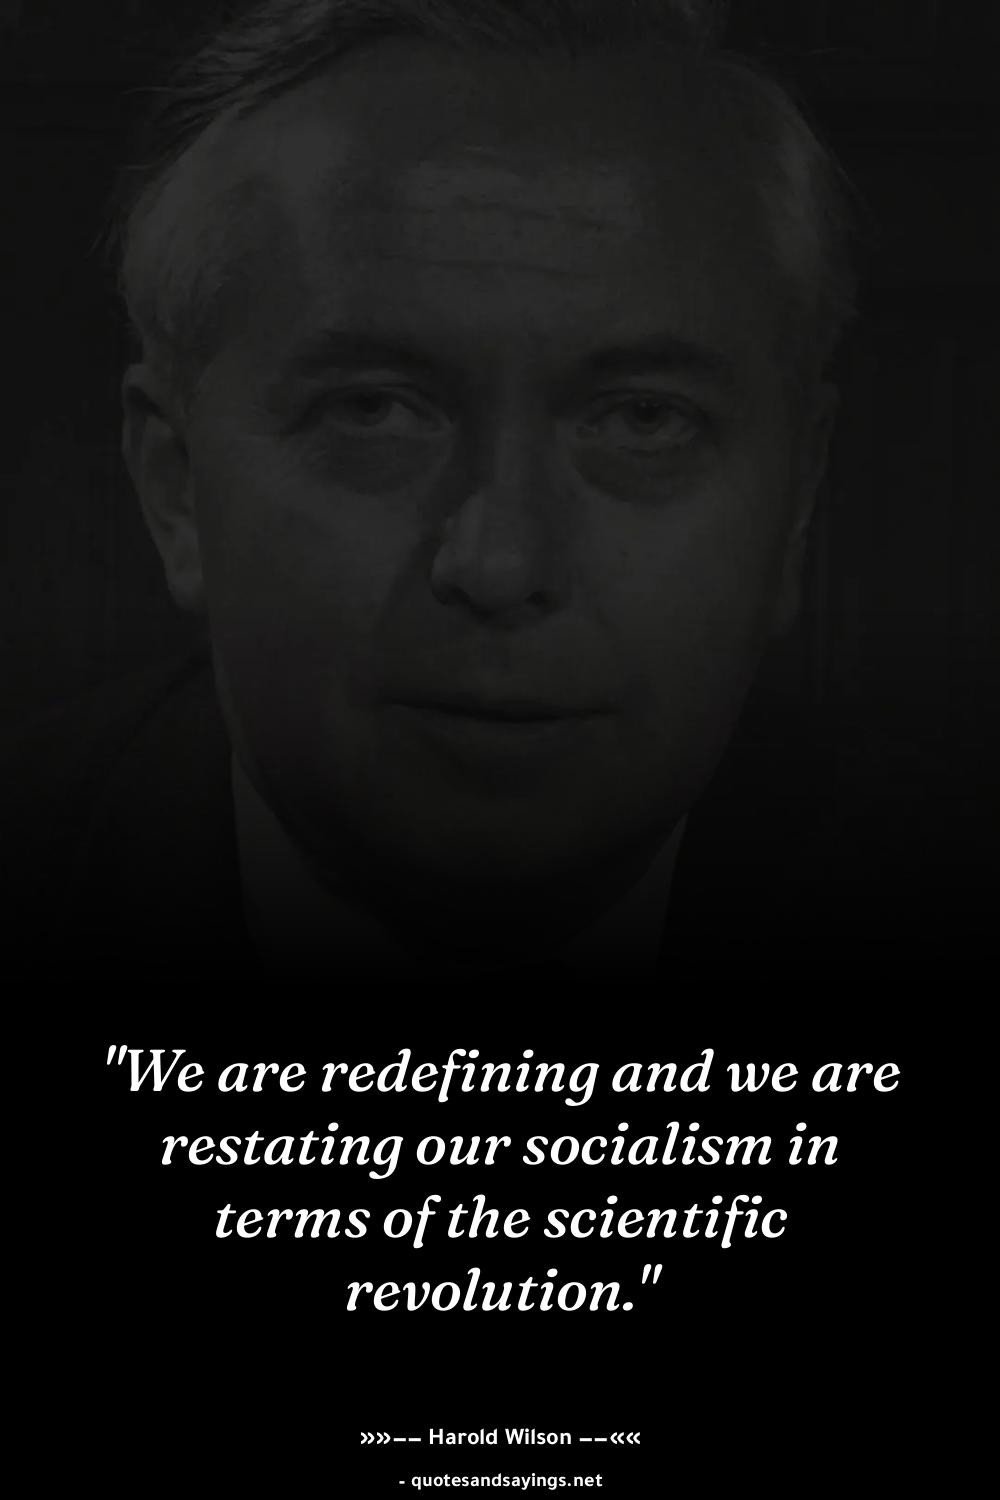 "We are redefining and we are
restating our socialism in
terms of the scientific
revolution."
»»–– Harold Wilson ––««
- quotesandsayings.net